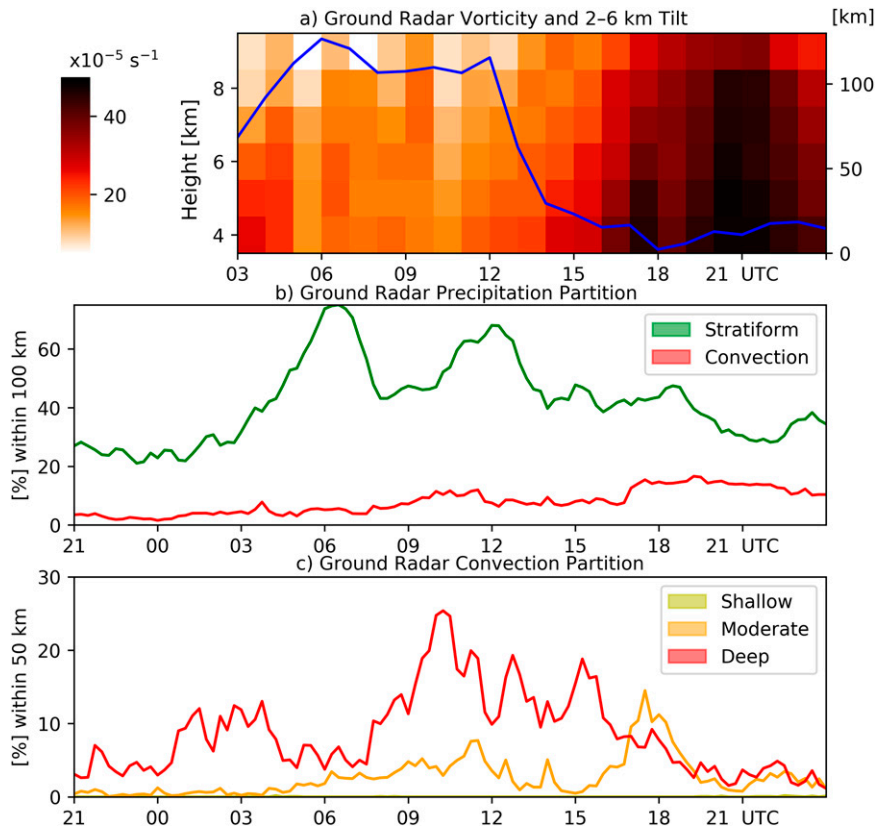 a) Ground Radar Vorticity and 2–6 km Tilt
[km]
x10⁻⁵ s⁻¹
40
20
Height [km]
8
6
4
100
50
0
03 06 09 12 15 18 21 UTC
b) Ground Radar Precipitation Partition
[%] within 100 km
60
40
20
0
Stratiform
Convection
21 00 03 06 09 12 15 18 21 UTC
c) Ground Radar Convection Partition
[%] within 50 km
30
20
10
0
Shallow
Moderate
Deep
21 00 03 06 09 12 15 18 21 UTC